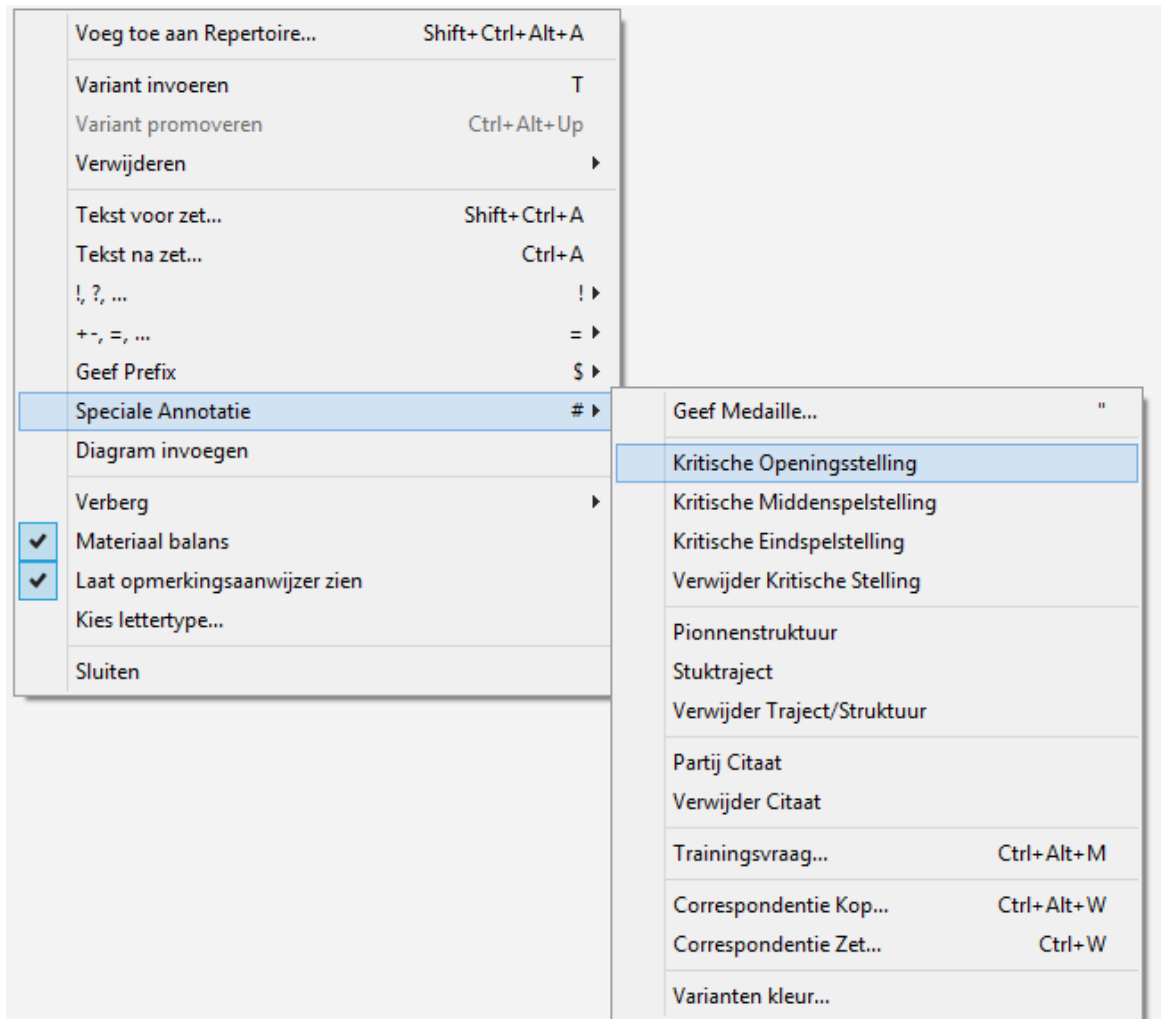 Voeg toe aan Repertoire... Shift+Ctrl+Alt+A
Variant invoeren T
Variant promoveren Ctrl+Alt+Up
Verwijderen
Tekst voor zet... Shift+Ctrl+A
Tekst na zet... Ctrl+A
!, ?, ... !
+-, =, ... =
Geef Prefix $
Speciale Annotatie #
Diagram invoegen
Verberg
Materiaal balans
Laat opmerkingsaanwijzer zien
Kies lettertype...
Sluiten
Geef Medaille... "
Kritische Openingsstelling
Kritische Middenspelstelling
Kritische Eindspelstelling
Verwijder Kritische Stelling
Pionnenstruktuur
Stuktraject
Verwijder Traject/Struktuur
Partij Citaat
Verwijder Citaat
Trainingsvraag... Ctrl+Alt+M
Correspondentie Kop... Ctrl+Alt+W
Correspondentie Zet... Ctrl+W
Varianten kleur...